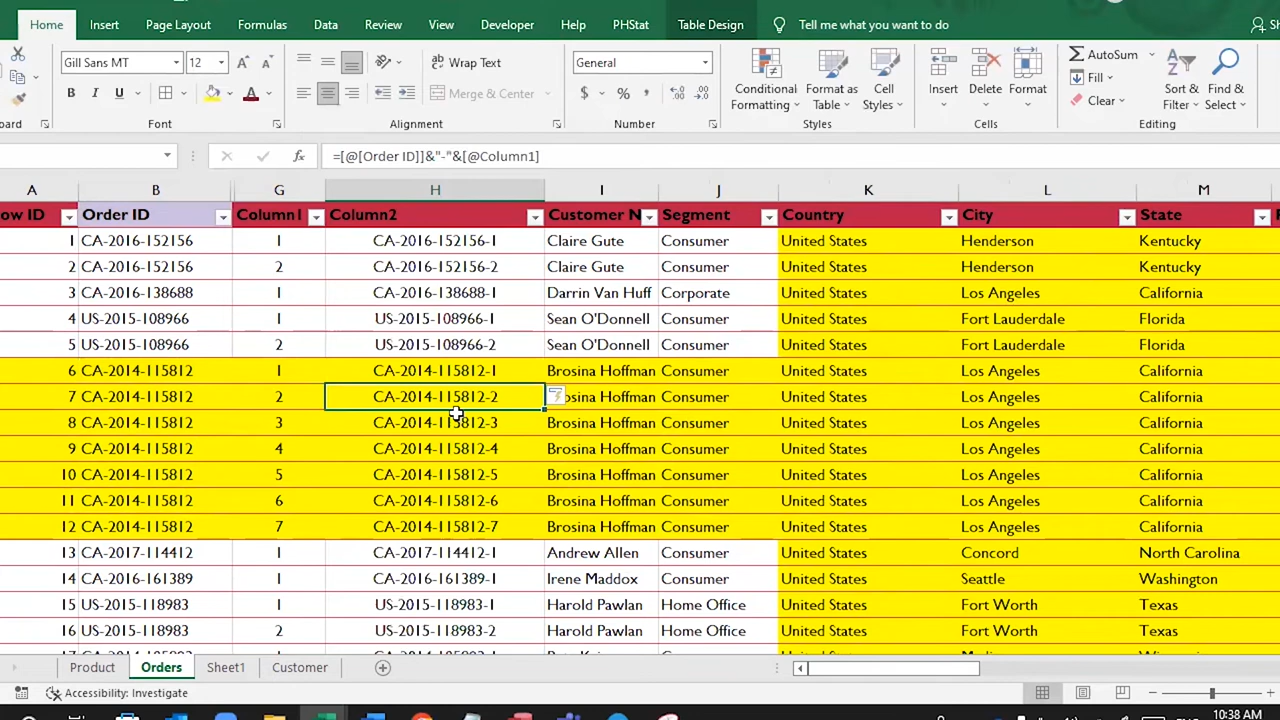 Home Insert Page Layout Formulas Data Review View Developer Help PHStat Table Design Tell me what you want to do
Gill Sans MT 12 Wrap Text General AutoSum
Fill
B I U A Merge & Center $ % Conditional Formatting Format as Table Cell Styles Insert Delete Format Clear Sort & Filter Find & Select
Font Alignment Number Styles Cells Editing
fx =[@[Order ID]]&"-"&[@Column1]
A B G H I J K L M
ow ID Order ID Column1 Column2 Customer N Segment Country City State
1 CA-2016-152156 1 CA-2016-152156-1 Claire Gute Consumer United States Henderson Kentucky
2 CA-2016-152156 2 CA-2016-152156-2 Claire Gute Consumer United States Henderson Kentucky
3 CA-2016-138688 1 CA-2016-138688-1 Darrin Van Huff Corporate United States Los Angeles California
4 US-2015-108966 1 US-2015-108966-1 Sean O'Donnell Consumer United States Fort Lauderdale Florida
5 US-2015-108966 2 US-2015-108966-2 Sean O'Donnell Consumer United States Fort Lauderdale Florida
6 CA-2014-115812 1 CA-2014-115812-1 Brosina Hoffman Consumer United States Los Angeles California
7 CA-2014-115812 2 CA-2014-115812-2 osina Hoffman Consumer United States Los Angeles California
8 CA-2014-115812 3 CA-2014-115812-3 Brosina Hoffman Consumer United States Los Angeles California
9 CA-2014-115812 4 CA-2014-115812-4 Brosina Hoffman Consumer United States Los Angeles California
10 CA-2014-115812 5 CA-2014-115812-5 Brosina Hoffman Consumer United States Los Angeles California
11 CA-2014-115812 6 CA-2014-115812-6 Brosina Hoffman Consumer United States Los Angeles California
12 CA-2014-115812 7 CA-2014-115812-7 Brosina Hoffman Consumer United States Los Angeles California
13 CA-2017-114412 1 CA-2017-114412-1 Andrew Allen Consumer United States Concord North Carolina
14 CA-2016-161389 1 CA-2016-161389-1 Irene Maddox Consumer United States Seattle Washington
15 US-2015-118983 1 US-2015-118983-1 Harold Pawlan Home Office United States Fort Worth Texas
16 US-2015-118983 2 US-2015-118983-2 Harold Pawlan Home Office United States Fort Worth Texas
Product Orders Sheet1 Customer
Accessibility: Investigate
10:38 AM